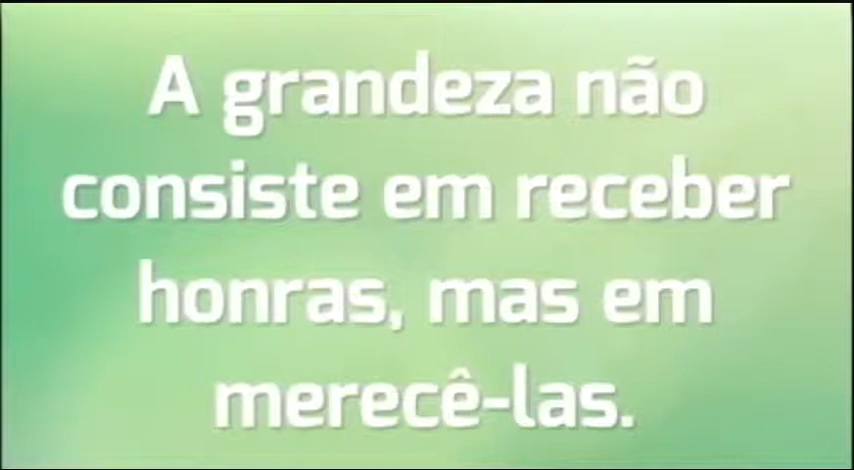 A grandeza não
consiste em receber
honras, mas em
merecê-las.